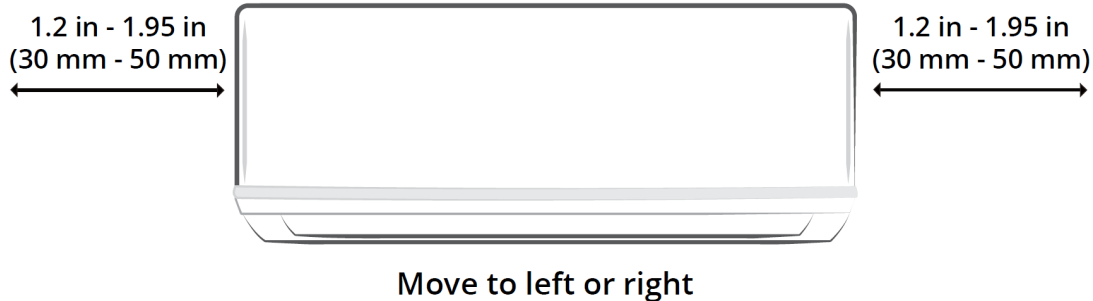 1.2 in - 1.95 in
(30 mm - 50 mm)
1.2 in - 1.95 in
(30 mm - 50 mm)
Move to left or right